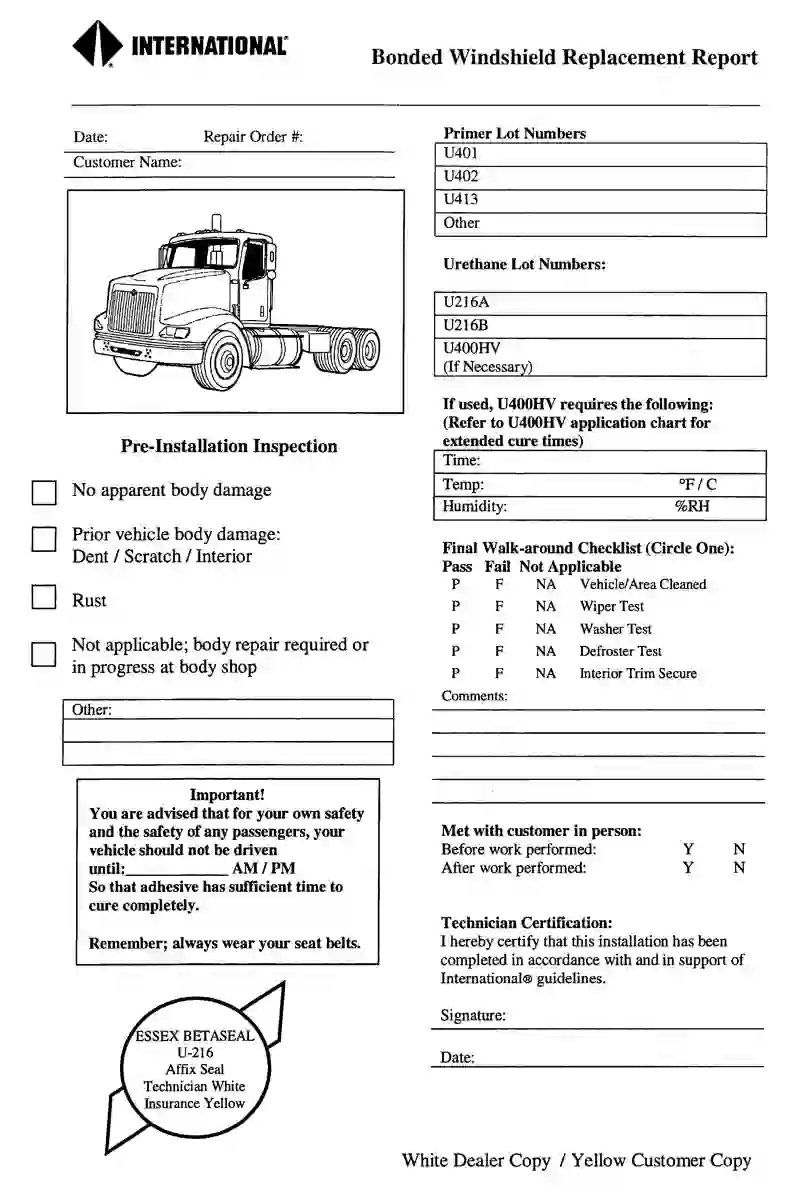 INTERNATIONAL®
Bonded Windshield Replacement Report
Date: Repair Order #:
Customer Name:
Pre-Installation Inspection
No apparent body damage
Prior vehicle body damage:
Dent / Scratch / Interior
Rust
Not applicable; body repair required or
in progress at body shop
Other:
Important!
You are advised that for your own safety
and the safety of any passengers, your
vehicle should not be driven
until:_____________ AM / PM
So that adhesive has sufficient time to
cure completely.
Remember; always wear your seat belts.
ESSEX BETASEAL
U-216
Affix Seal
Technician White
Insurance Yellow
Primer Lot Numbers
U401
U402
U413
Other
Urethane Lot Numbers:
U216A
U216B
U400HV
(If Necessary)
If used, U400HV requires the following:
(Refer to U400HV application chart for
extended cure times)
Time:
Temp: °F / C
Humidity: %RH
Final Walk-around Checklist (Circle One):
Pass Fail Not Applicable
P F NA Vehicle/Area Cleaned
P F NA Wiper Test
P F NA Washer Test
P F NA Defroster Test
P F NA Interior Trim Secure
Comments:
Met with customer in person:
Before work performed: Y N
After work performed: Y N
Technician Certification:
I hereby certify that this installation has been
completed in accordance with and in support of
International® guidelines.
Signature:
Date:
White Dealer Copy / Yellow Customer Copy